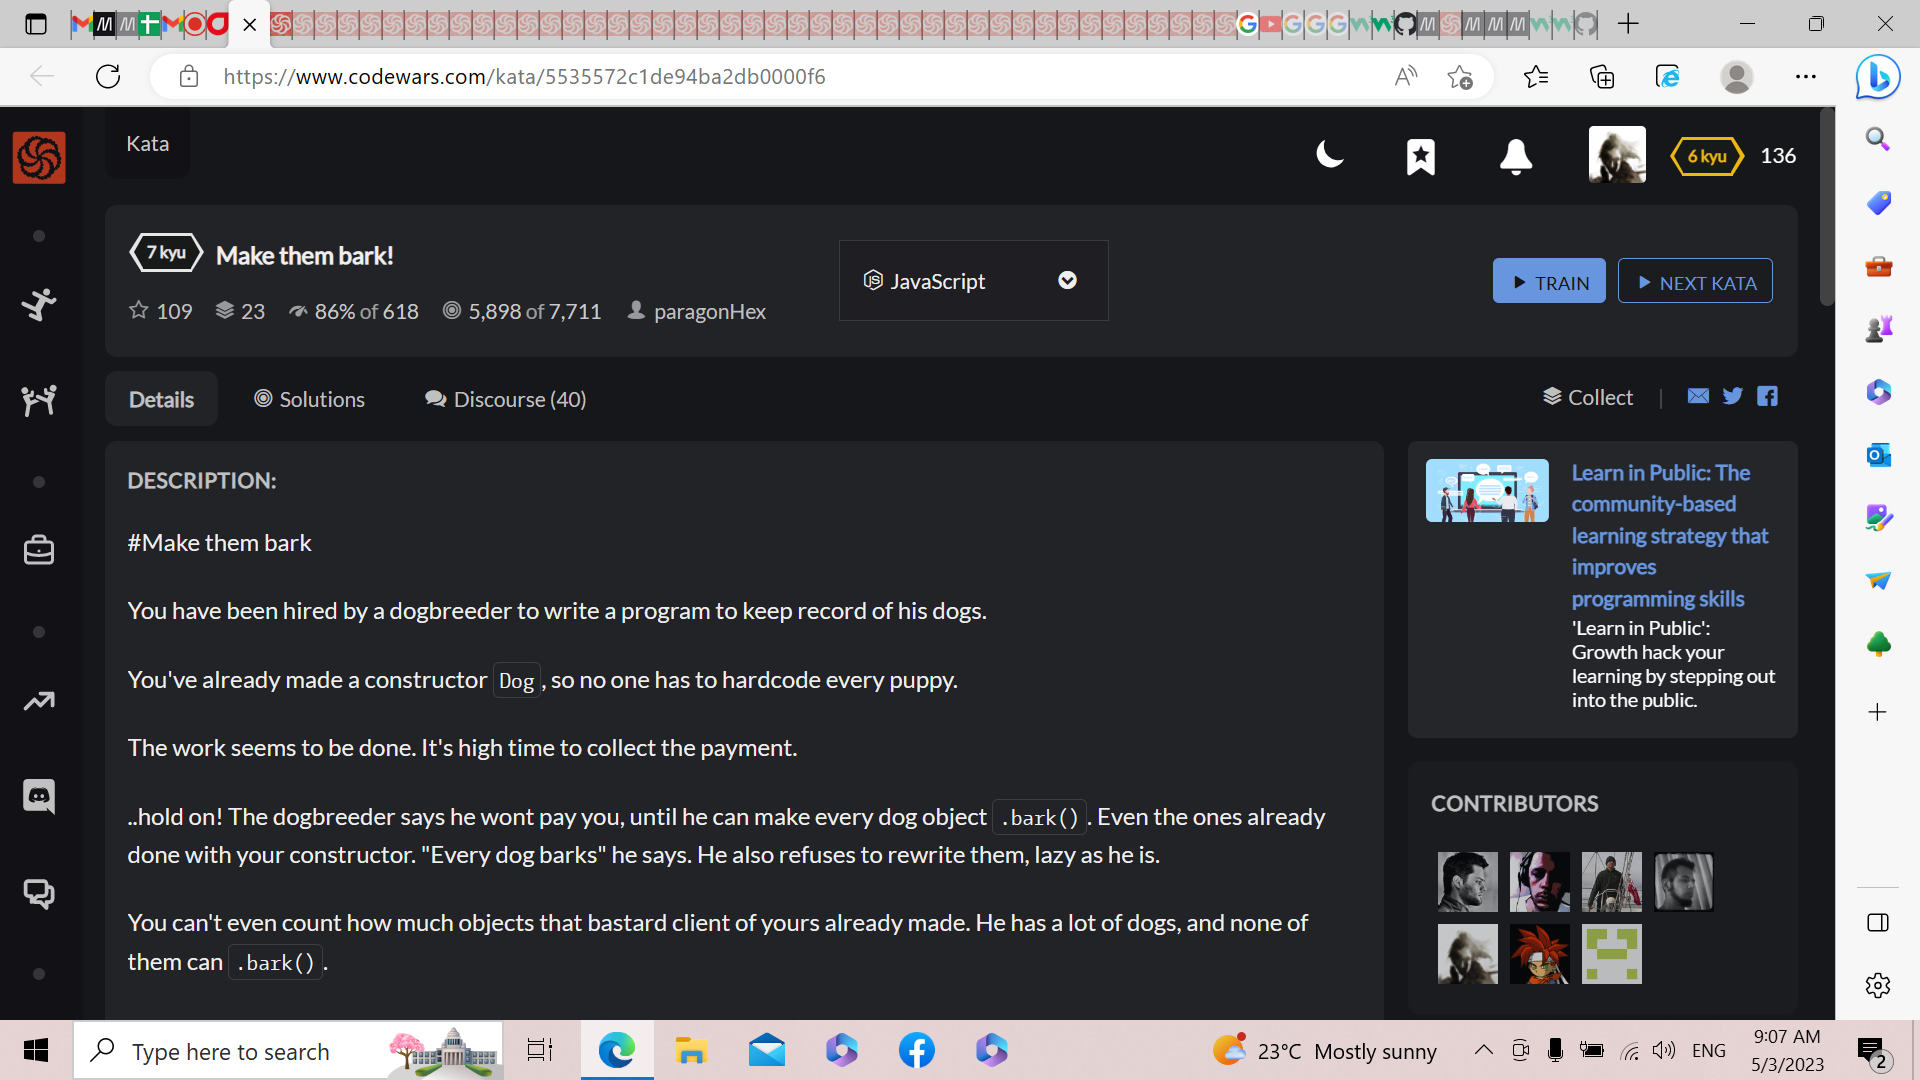 https://www.codewars.com/kata/5535572c1de94ba2db0000f6
Kata
6 kyu
136
7 kyu
Make them bark!
109
23
86% of 618
5,898 of 7,711
paragonHex
JavaScript
TRAIN
NEXT KATA
Details
Solutions
Discourse (40)
Collect
|
DESCRIPTION:
#Make them bark
You have been hired by a dogbreeder to write a program to keep record of his dogs.
You've already made a constructor Dog, so no one has to hardcode every puppy.
The work seems to be done. It's high time to collect the payment.
..hold on! The dogbreeder says he wont pay you, until he can make every dog object .bark(). Even the ones already
done with your constructor. "Every dog barks" he says. He also refuses to rewrite them, lazy as he is.
You can't even count how much objects that bastard client of yours already made. He has a lot of dogs, and none of
them can .bark().
Learn in Public: The
community-based
learning strategy that
improves
programming skills
'Learn in Public':
Growth hack your
learning by stepping out
into the public.
CONTRIBUTORS
Type here to search
23°C Mostly sunny
ENG
9:07 AM
5/3/2023
2